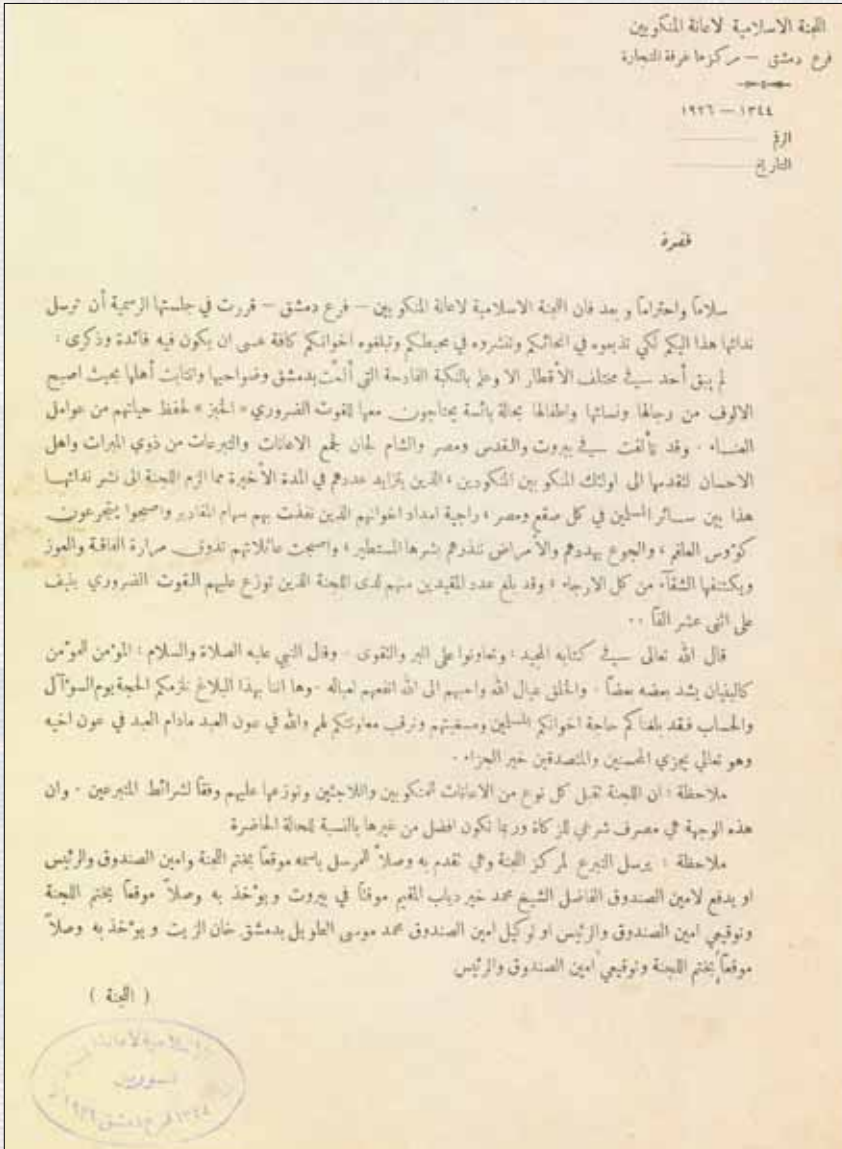 اللجنة الاسلامية لاعانة المنكوبين
فرع دمشق — مركزها غرفة التجارة
١٣٤٤ — ١٩٢٦
الرقم
التاريخ
سلاماً واحتراماً وبعد فان اللجنة الاسلامية لاعانة المنكوبين — فرع دمشق — قررت في جلستها الرسمية أن ترسل
ندائها هذا اليكم لكي تذيعوه في انحائكم وتنشروه في محيطكم وتبلغوه اخوانكم كافة عسى ان يكون فيه فائدة وذكرى :
لم يبق أحد في مختلف الأقطار الا وعلم بالنكبة الفادحة التي ألمت بدمشق وضواحيها وانتابت أهلها بحيث اصبح
الالوف من رجالها ونسائها واطفالها بحالة بائسة يحتاجون معها للقوت الضروري « الخبز » لحفظ حياتهم من عوامل
الفناء . وقد تألفت في بيروت والقدس ومصر والشام لجان لجمع الاعانات والتبرعات من ذوي المبرات واهل
الاحسان لتقدمها الى اولئك المنكوبين المنكودين ، الذين يتزايد عددهم في المدة الأخيرة مما الزم اللجنة الى نشر ندائها
هذا بين سائر المسلمين في كل صقع ومصر ، راجية امداد اخوانهم الذين نفذت بهم سهام المقادير واصبحوا يتجرعون
كؤوس العلقم ، والجوع يهددهم والأمراض تنذرهم بشرها المستطير ، واصبحت عائلاتهم تذوق مرارة الفاقة والعوز
ويكتنفها الشقاء من كل الارجاء ، وقد بلغ عدد المقيدين منهم لدى اللجنة الذين توزع عليهم القوت الضروري ينيف
على اثنى عشر الفاً ..
قال الله تعالى في كتابه المجيد : وتعاونوا على البر والتقوى . وقال النبي عليه الصلاة والسلام : المؤمن للمؤمن
كالبنيان يشد بعضه بعضاً . والخلق عيال الله واحبهم الى الله انفعهم لعياله . وها اننا بهذا البلاغ نلزمكم الحجة يوم السؤآل
والحساب فقد بلغناكم حاجة اخوانكم المسلمين ومسغبتهم ونرقب معاونتكم لهم والله في عون العبد مادام العبد في عون اخيه
وهو تعالى يجزي المحسنين والمتصدقين خير الجزاء .
ملاحظة : ان اللجنة تقبل كل نوع من الاعانات للمنكوبين واللاجئين وتوزعها عليهم وفقاً لشرائط المتبرعين . وان
هذه الوجهة هي مصرف شرعي للزكاة وربما تكون افضل من غيرها بالنسبة للحالة الحاضرة
ملاحظة : يرسل التبرع لمركز اللجنة وهي تقدم به وصلاً للمرسل باسمه موقعاً بختم اللجنة وامين الصندوق والرئيس
او يدفع لامين الصندوق الفاضل الشيخ محمد خير دياب المقيم موقتاً في بيروت ويؤخذ به وصلاً موقعاً بختم اللجنة
وتوقيعي امين الصندوق والرئيس او لوكيل امين الصندوق محمد موسى الطويل بدمشق خان الزيت ويؤخذ به وصلاً
موقعاً بختم اللجنة وتوقيعي امين الصندوق والرئيس
( اللجنة )